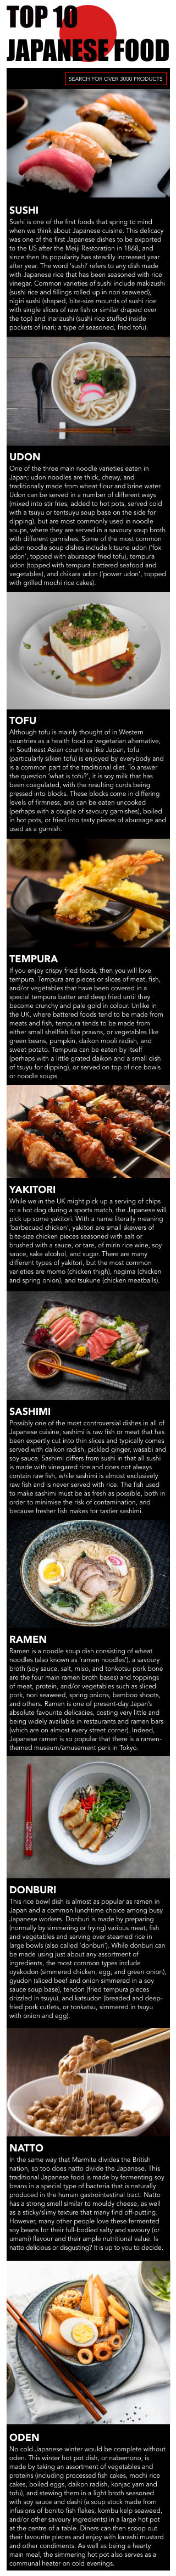 TOP 10
JAPANESE FOOD
SEARCH FOR OVER 3000 PRODUCTS
SUSHI
Sushi is one of the first foods that spring to mind
when we think about Japanese cuisine. This delicacy
was one of the first Japanese dishes to be exported
to the US after the Meiji Restoration in 1868, and
since then its popularity has steadily increased year
after year. The word 'sushi' refers to any dish made
with Japanese rice that has been seasoned with rice
vinegar. Common varieties of sushi include makizushi
(sushi rice and fillings rolled up in nori seaweed),
nigiri sushi (shaped, bite-size mounds of sushi rice
with single slices of raw fish or similar draped over
the top) and inarizushi (sushi rice stuffed inside
pockets of inari; a type of seasoned, fried tofu).
UDON
One of the three main noodle varieties eaten in
Japan; udon noodles are thick, chewy, and
traditionally made from wheat flour and brine water.
Udon can be served in a number of different ways
(mixed into stir fries, added to hot pots, served cold
with a tsuyu or tentsuyu soup base on the side for
dipping), but are most commonly used in noodle
soups, where they are served in a savoury soup broth
with different garnishes. Some of the most common
udon noodle soup dishes include kitsune udon ('fox
udon', topped with aburaage fried tofu), tempura
udon (topped with tempura battered seafood and
vegetables), and chikara udon ('power udon', topped
with grilled mochi rice cakes).
TOFU
Although tofu is mainly thought of in Western
countries as a health food or vegetarian alternative,
in Southeast Asian countries like Japan, tofu
(particularly silken tofu) is enjoyed by everybody and
is a common part of the traditional diet. To answer
the question 'what is tofu?', it is soy milk that has
been coagulated, with the resulting curds being
pressed into blocks. These blocks come in differing
levels of firmness, and can be eaten uncooked
(perhaps with a couple of savoury garnishes), boiled
in hot pots, or fried into tasty pieces of aburaage and
used as a garnish.
TEMPURA
If you enjoy crispy fried foods, then you will love
tempura. Tempura are pieces or slices of meat, fish,
and/or vegetables that have been covered in a
special tempura batter and deep fried until they
become crunchy and pale gold in colour. Unlike in
the UK, where battered foods tend to be made from
meats and fish, tempura tends to be made from
either small shellfish like prawns, or vegetables like
green beans, pumpkin, daikon mooli radish, and
sweet potato. Tempura can be eaten by itself
(perhaps with a little grated daikon and a small dish
of tsuyu for dipping), or served on top of rice bowls
or noodle soups.
YAKITORI
While we in the UK might pick up a serving of chips
or a hot dog during a sports match, the Japanese will
pick up some yakitori. With a name literally meaning
'barbecued chicken', yakitori are small skewers of
bite-size chicken pieces seasoned with salt or
brushed with a sauce, or tare, of mirin rice wine, soy
sauce, sake alcohol, and sugar. There are many
different types of yakitori, but the most common
varieties are momo (chicken thigh), negima (chicken
and spring onion), and tsukune (chicken meatballs).
SASHIMI
Possibly one of the most controversial dishes in all of
Japanese cuisine, sashimi is raw fish or meat that has
been expertly cut into thin slices and typically comes
served with daikon radish, pickled ginger, wasabi and
soy sauce. Sashimi differs from sushi in that all sushi
is made with vinegared rice and does not always
contain raw fish, while sashimi is almost exclusively
raw fish and is never served with rice. The fish used
to make sashimi must be as fresh as possible, both in
order to minimise the risk of contamination, and
because fresher fish makes for tastier sashimi.
RAMEN
Ramen is a noodle soup dish consisting of wheat
noodles (also known as 'ramen noodles'), a savoury
broth (soy sauce, salt, miso, and tonkotsu pork bone
are the four main ramen broth bases) and toppings
of meat, protein, and/or vegetables such as sliced
pork, nori seaweed, spring onions, bamboo shoots,
and others. Ramen is one of present-day Japan's
absolute favourite delicacies, costing very little and
being widely available in restaurants and ramen bars
(which are on almost every street corner). Indeed,
Japanese ramen is so popular that there is a ramen-
themed museum/amusement park in Tokyo.
DONBURI
This rice bowl dish is almost as popular as ramen in
Japan and a common lunchtime choice among busy
Japanese workers. Donburi is made by preparing
(normally by simmering or frying) various meat, fish
and vegetables and serving over steamed rice in
large bowls (also called 'donburi'). While donburi can
be made using just about any assortment of
ingredients, the most common types include
oyakodon (simmered chicken, egg, and green onion),
gyudon (sliced beef and onion simmered in a soy
sauce soup base), tendon (fried tempura pieces
drizzled in tsuyu), and katsudon (breaded and deep-
fried pork cutlets, or tonkatsu, simmered in tsuyu
with onion and egg).
NATTO
In the same way that Marmite divides the British
nation, so too does natto divide the Japanese. This
traditional Japanese food is made by fermenting soy
beans in a special type of bacteria that is naturally
produced in the human gastrointestinal tract. Natto
has a strong smell similar to mouldy cheese, as well
as a sticky/slimy texture that many find off-putting.
However, many other people love these fermented
soy beans for their full-bodied salty and savoury (or
umami) flavour and their ample nutritional value. Is
natto delicious or disgusting? It is up to you to decide.
ODEN
No cold Japanese winter would be complete without
oden. This winter hot pot dish, or nabemono, is
made by taking an assortment of vegetables and
proteins (including processed fish cakes, mochi rice
cakes, boiled eggs, daikon radish, konjac yam and
tofu), and stewing them in a light broth seasoned
with soy sauce and dashi (a soup stock made from
infusions of bonito fish flakes, kombu kelp seaweed,
and/or other savoury ingredients) in a large hot pot
at the centre of a table. Diners can then scoop out
their favourite pieces and enjoy with karashi mustard
and other condiments. As well as being a hearty
main meal, the simmering hot pot also serves as a
communal heater on cold evenings.